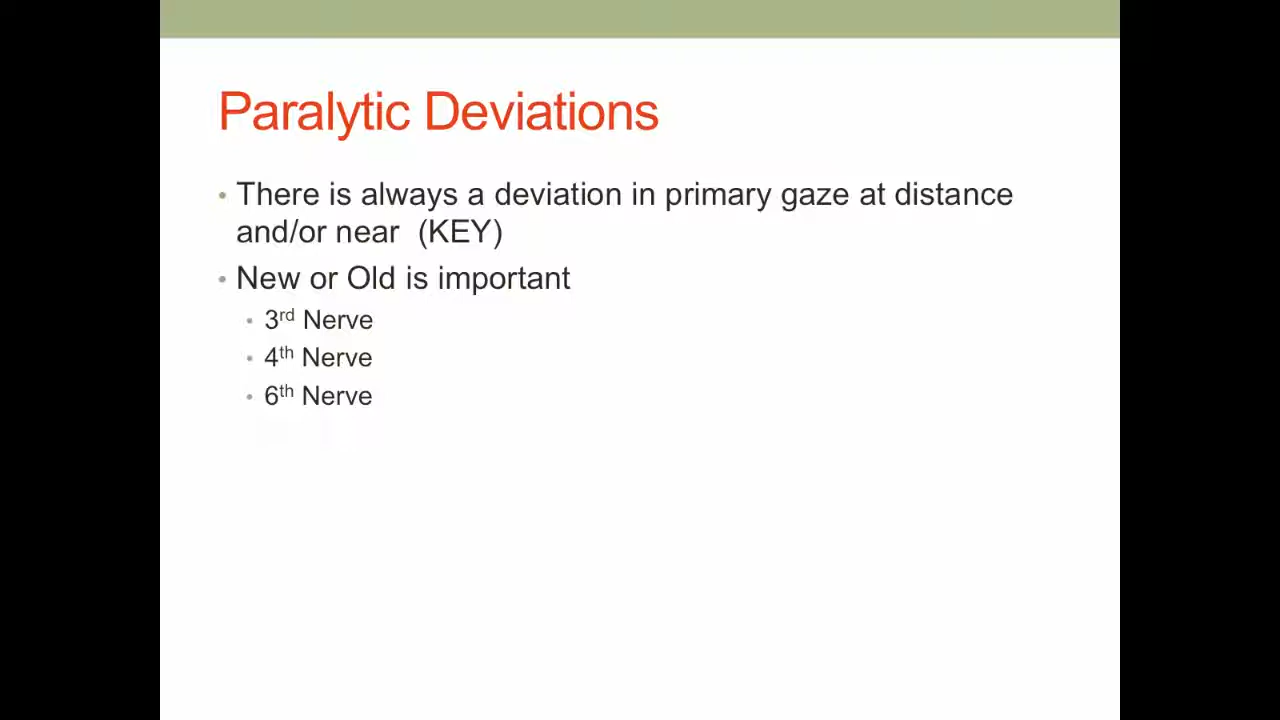 Paralytic Deviations
• There is always a deviation in primary gaze at distance
and/or near (KEY)
• New or Old is important
• 3rd Nerve
• 4th Nerve
• 6th Nerve